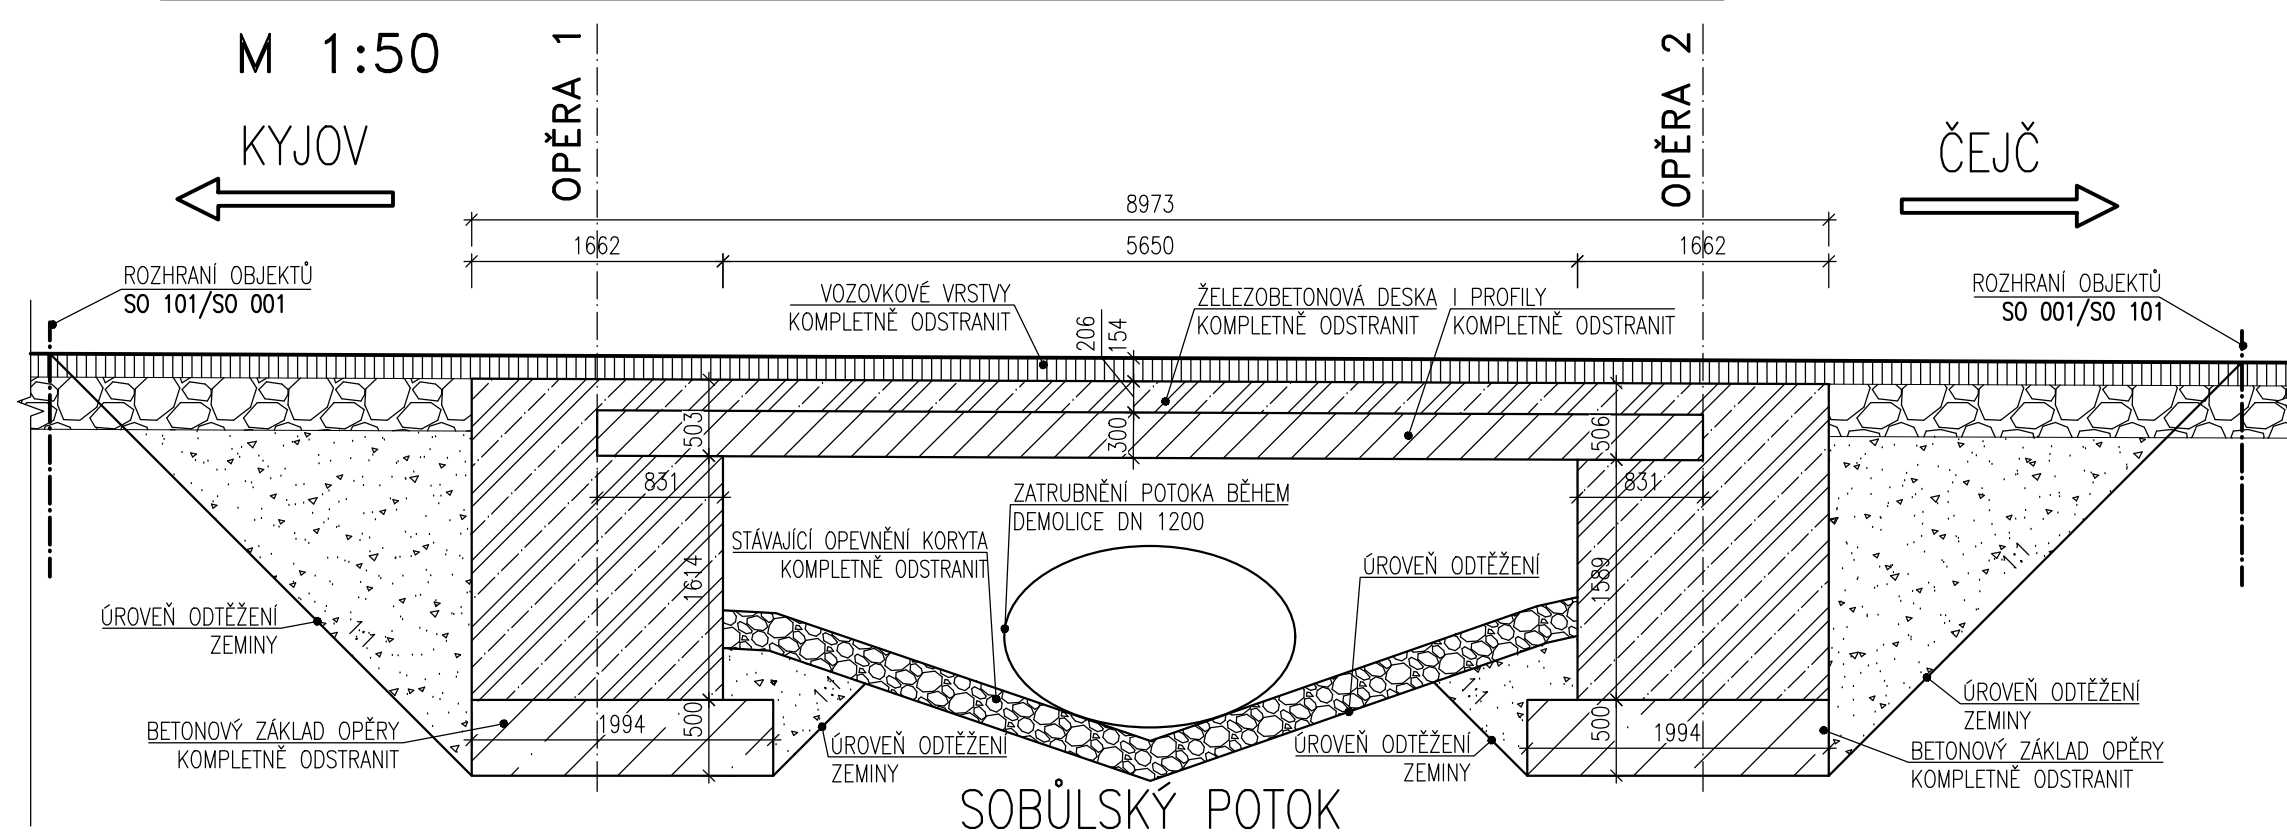 M 1:50
OPĚRA 1
OPĚRA 2
KYJOV
ČEJČ
8973
1662
5650
1662
ROZHRANÍ OBJEKTŮ
SO 101/SO 001
VOZOVKOVÉ VRSTVY
KOMPLETNĚ ODSTRANIT
206
154
ŽELEZOBETONOVÁ DESKA
KOMPLETNĚ ODSTRANIT
I PROFILY
KOMPLETNĚ ODSTRANIT
ROZHRANÍ OBJEKTŮ
SO 001/SO 101
503
300
506
831
831
ZATRUBNĚNÍ POTOKA BĚHEM
DEMOLICE DN 1200
STÁVAJÍCÍ OPEVNĚNÍ KORYTA
KOMPLETNĚ ODSTRANIT
ÚROVEŇ ODTĚŽENÍ
1614
1589
1:1
1:1
ÚROVEŇ ODTĚŽENÍ
ZEMINY
1:1
1:1
ÚROVEŇ ODTĚŽENÍ
ZEMINY
BETONOVÝ ZÁKLAD OPĚRY
KOMPLETNĚ ODSTRANIT
1994
500
ÚROVEŇ ODTĚŽENÍ
ZEMINY
ÚROVEŇ ODTĚŽENÍ
ZEMINY
500
1994
BETONOVÝ ZÁKLAD OPĚRY
KOMPLETNĚ ODSTRANIT
SOBŮLSKÝ POTOK